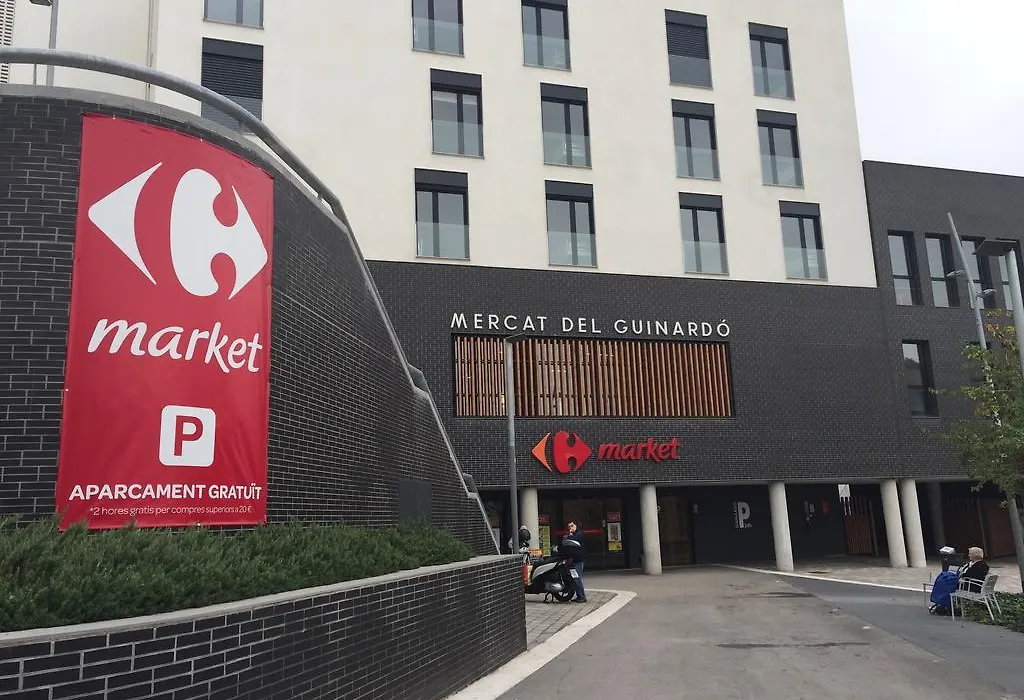 market
P
APARCAMENT GRATUÏT
*2 hores gratis per compres superiors a 20 €
MERCAT DEL GUINARDÓ
market
P